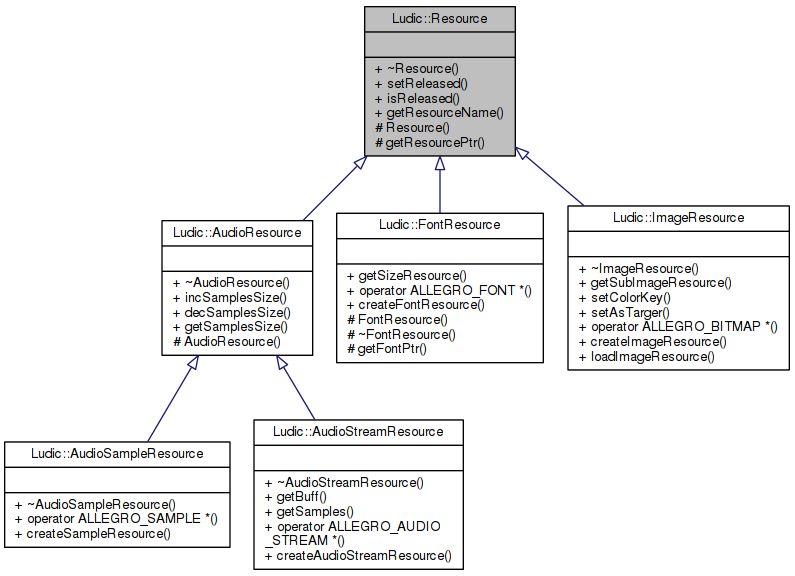 Ludic::Resource
+ ~Resource()
+ setReleased()
+ isReleased()
+ getResourceName()
# Resource()
# getResourcePtr()
Ludic::AudioResource
+ ~AudioResource()
+ incSamplesSize()
+ decSamplesSize()
+ getSamplesSize()
# AudioResource()
Ludic::FontResource
+ getSizeResource()
+ operator ALLEGRO_FONT *()
+ createFontResource()
# FontResource()
# ~FontResource()
# getFontPtr()
Ludic::ImageResource
+ ~ImageResource()
+ getSubImageResource()
+ setColorKey()
+ setAsTarger()
+ operator ALLEGRO_BITMAP *()
+ createImageResource()
+ loadImageResource()
Ludic::AudioSampleResource
+ ~AudioSampleResource()
+ operator ALLEGRO_SAMPLE *()
+ createSampleResource()
Ludic::AudioStreamResource
+ ~AudioStreamResource()
+ getBuff()
+ getSamples()
+ operator ALLEGRO_AUDIO
_STREAM *()
+ createAudioStreamResource()